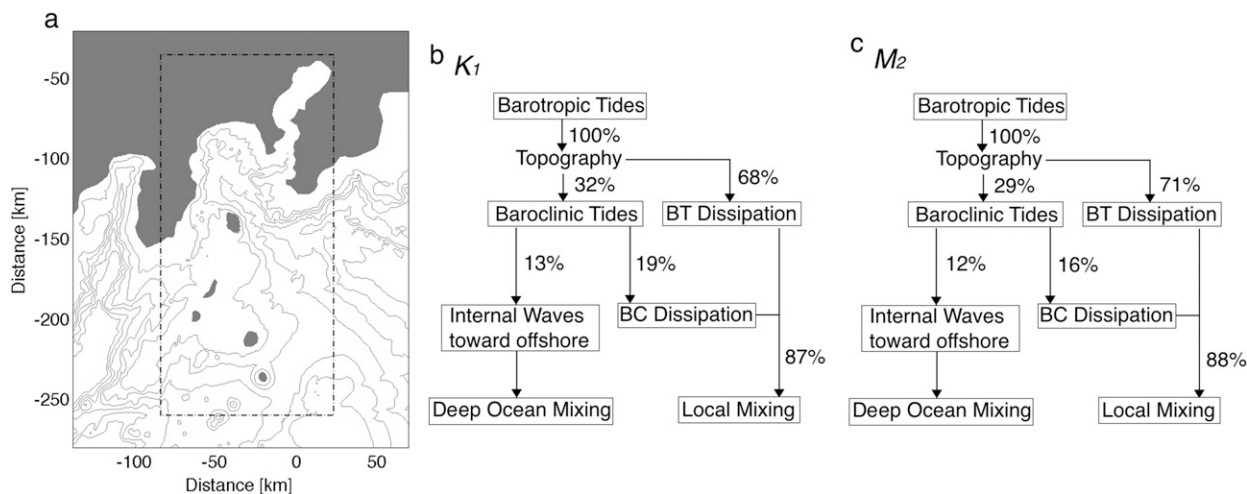 a
-50
-100
-150
-200
-250
Distance [km]
-100 -50 0 50
Distance [km]
b K1
Barotropic Tides
100%
Topography
32%
68%
Baroclinic Tides
BT Dissipation
13%
19%
Internal Waves
toward offshore
BC Dissipation
87%
Deep Ocean Mixing
Local Mixing
c M2
Barotropic Tides
100%
Topography
29%
71%
Baroclinic Tides
BT Dissipation
12%
16%
Internal Waves
toward offshore
BC Dissipation
88%
Deep Ocean Mixing
Local Mixing